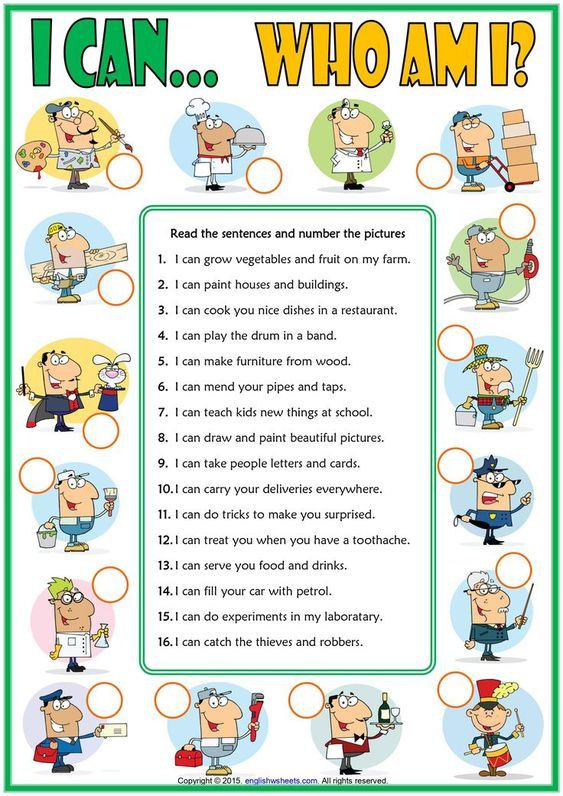 I CAN... WHO AM I?
Read the sentences and number the pictures
1. I can grow vegetables and fruit on my farm.
2. I can paint houses and buildings.
3. I can cook you nice dishes in a restaurant.
4. I can play the drum in a band.
5. I can make furniture from wood.
6. I can mend your pipes and taps.
7. I can teach kids new things at school.
8. I can draw and paint beautiful pictures.
9. I can take people letters and cards.
10. I can carry your deliveries everywhere.
11. I can do tricks to make you surprised.
12. I can treat you when you have a toothache.
13. I can serve you food and drinks.
14. I can fill your car with petrol.
15. I can do experiments in my laboratary.
16. I can catch the thieves and robbers.
Copyright © 2015. englishwsheets.com. All rights reserved.